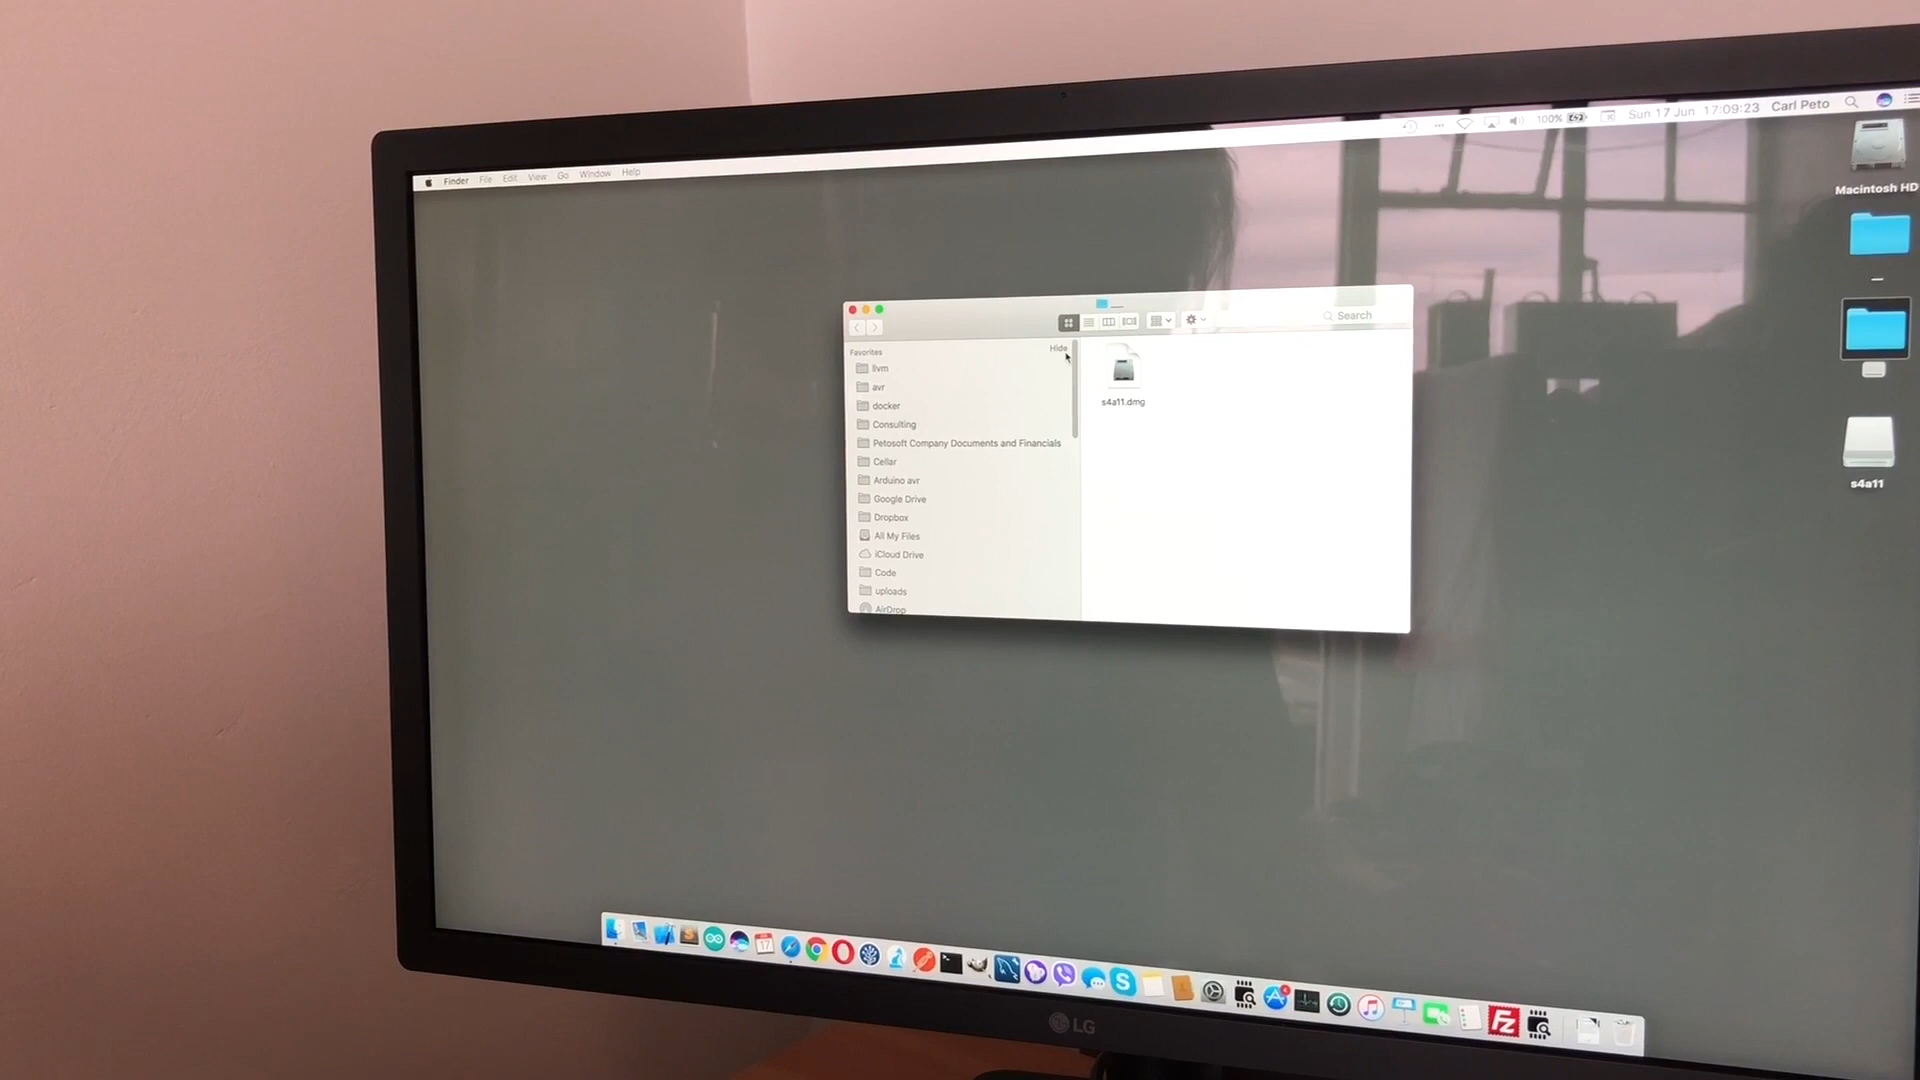 Finder File Edit View Go Window Help
100% Sun 17 Jun 17:09:23 Carl Peto
Macintosh HD
s4a11
Search
Favorites Hide
llvm
avr
docker
Consulting
Petosoft Company Documents and Financials
Cellar
Arduino avr
Google Drive
Dropbox
All My Files
iCloud Drive
Code
uploads
AirDrop
s4a11.dmg
17
S
FZ
LG